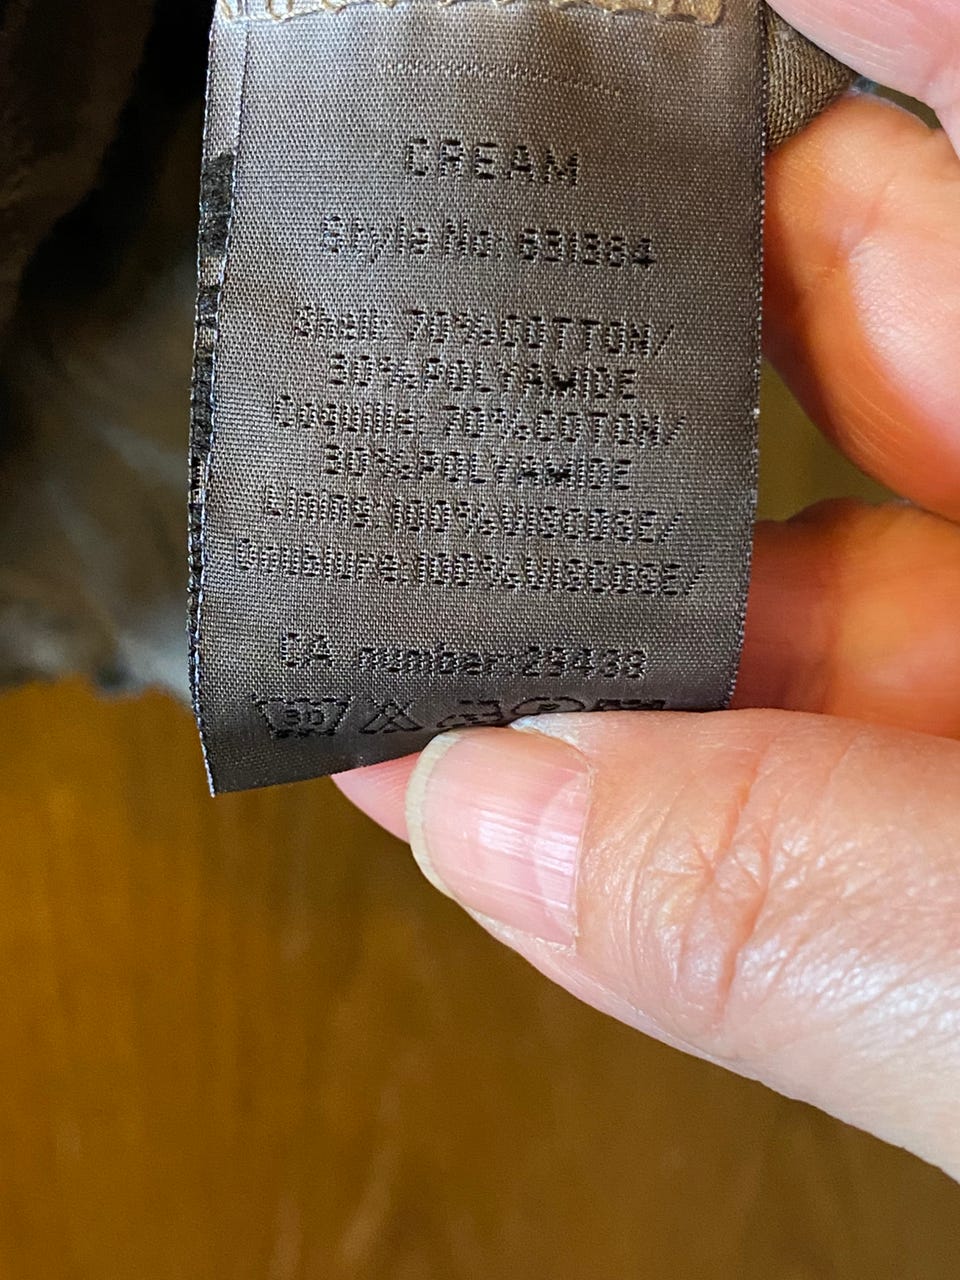 CREAM
Style No: 631384
Shell: 70%COTTON/
30%POLYAMIDE
Coquille: 70%COTON/
30%POLYAMIDE
Lining: 100%VISCOSE/
Doublure: 100%VISCOSE/
CA number: 29438
30
P